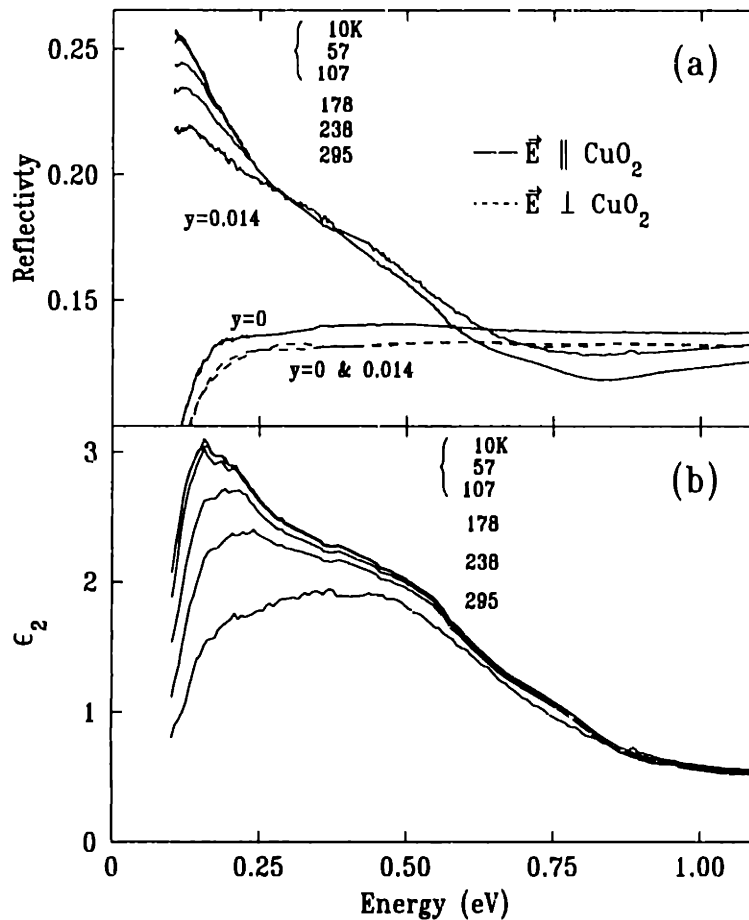 (a)
10K
57
107
178
238
295
— — E⃗ ∥ CuO₂
- - - - E⃗ ⊥ CuO₂
y=0.014
y=0
y=0 & 0.014
Reflectivty
0.25
0.20
0.15
(b)
10K
57
107
178
238
295
ϵ₂
3
2
1
0
0 0.25 0.50 0.75 1.00
Energy (eV)